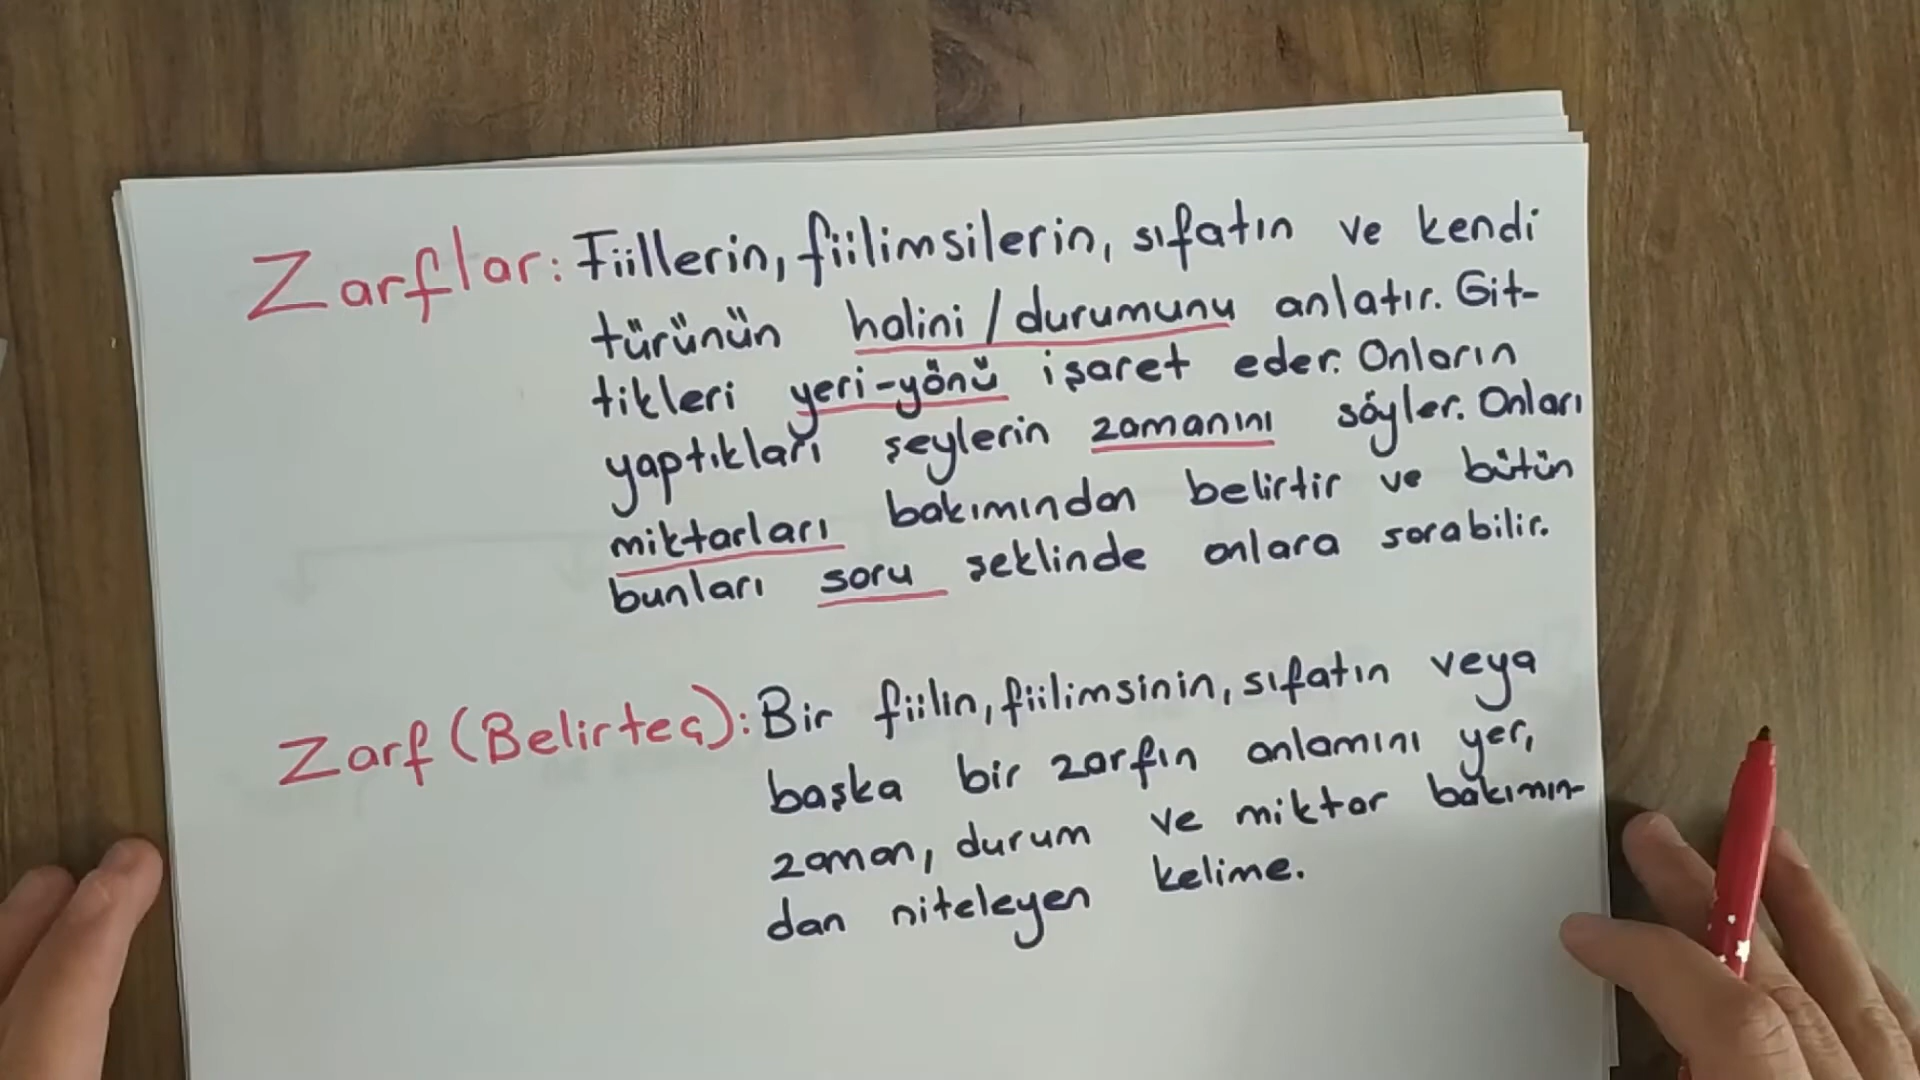 Zarflar: Fiillerin, fiilimsilerin, sıfatın ve kendi
türünün halini / durumunu anlatır. Git-
tikleri yeri-yönü işaret eder. Onların
yaptıkları şeylerin zamanını söyler. Onları
miktarları bakımından belirtir ve bütün
bunları soru şeklinde onlara sorabilir.
Zarf (Belirteç): Bir fiilin, fiilimsinin, sıfatın veya
başka bir zarfın anlamını yer,
zaman, durum ve miktar bakımın-
dan niteleyen kelime.